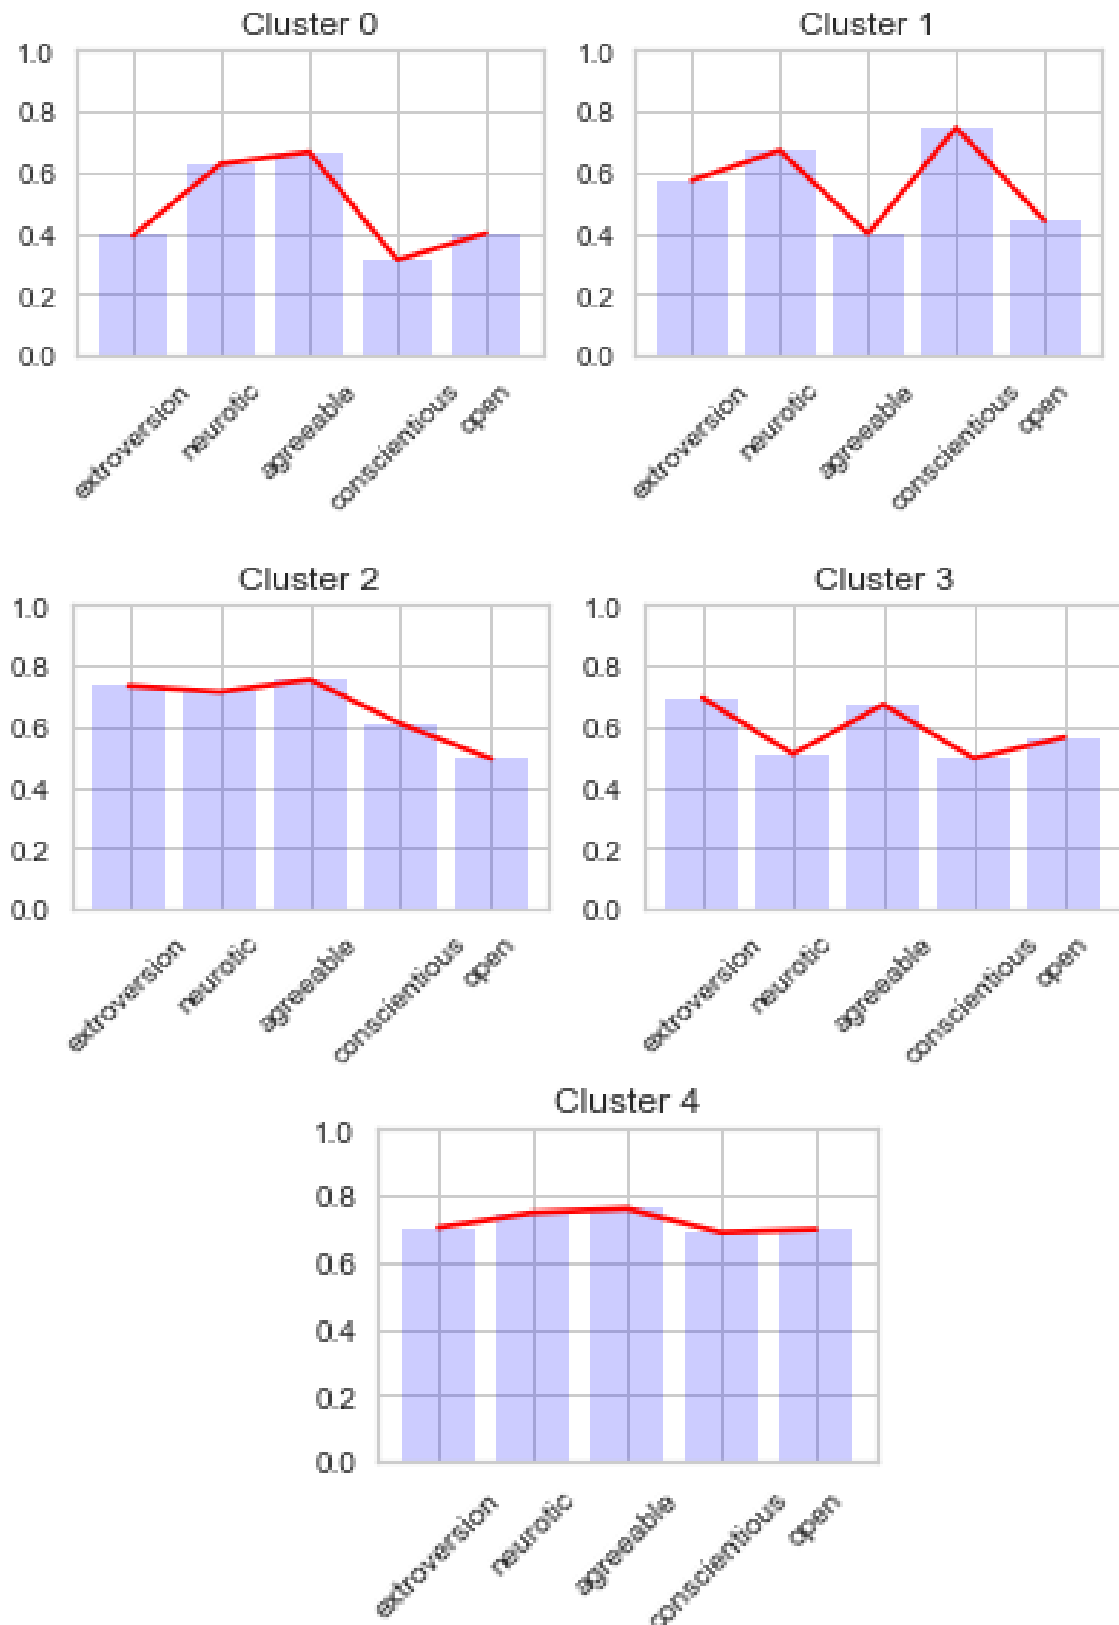 Cluster 0
1.0
0.8
0.6
0.4
0.2
0.0
extroversion
neurotic
agreeable
conscientious
open
Cluster 1
1.0
0.8
0.6
0.4
0.2
0.0
extroversion
neurotic
agreeable
conscientious
open
Cluster 2
1.0
0.8
0.6
0.4
0.2
0.0
extroversion
neurotic
agreeable
conscientious
open
Cluster 3
1.0
0.8
0.6
0.4
0.2
0.0
extroversion
neurotic
agreeable
conscientious
open
Cluster 4
1.0
0.8
0.6
0.4
0.2
0.0
extroversion
neurotic
agreeable
conscientious
open